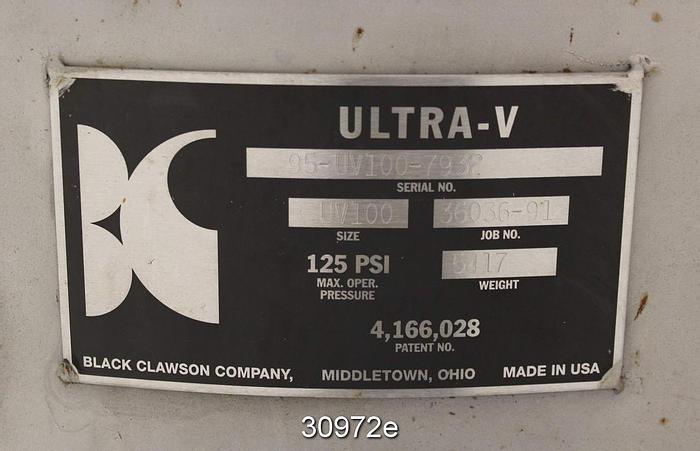 ULTRA-V
95-UV100-7932
SERIAL NO.
UV100 36036-91
SIZE JOB NO.
125 PSI 5417
MAX. OPER. WEIGHT
PRESSURE
4,166,028
PATENT NO.
BLACK CLAWSON COMPANY, MIDDLETOWN, OHIO MADE IN USA
30972e